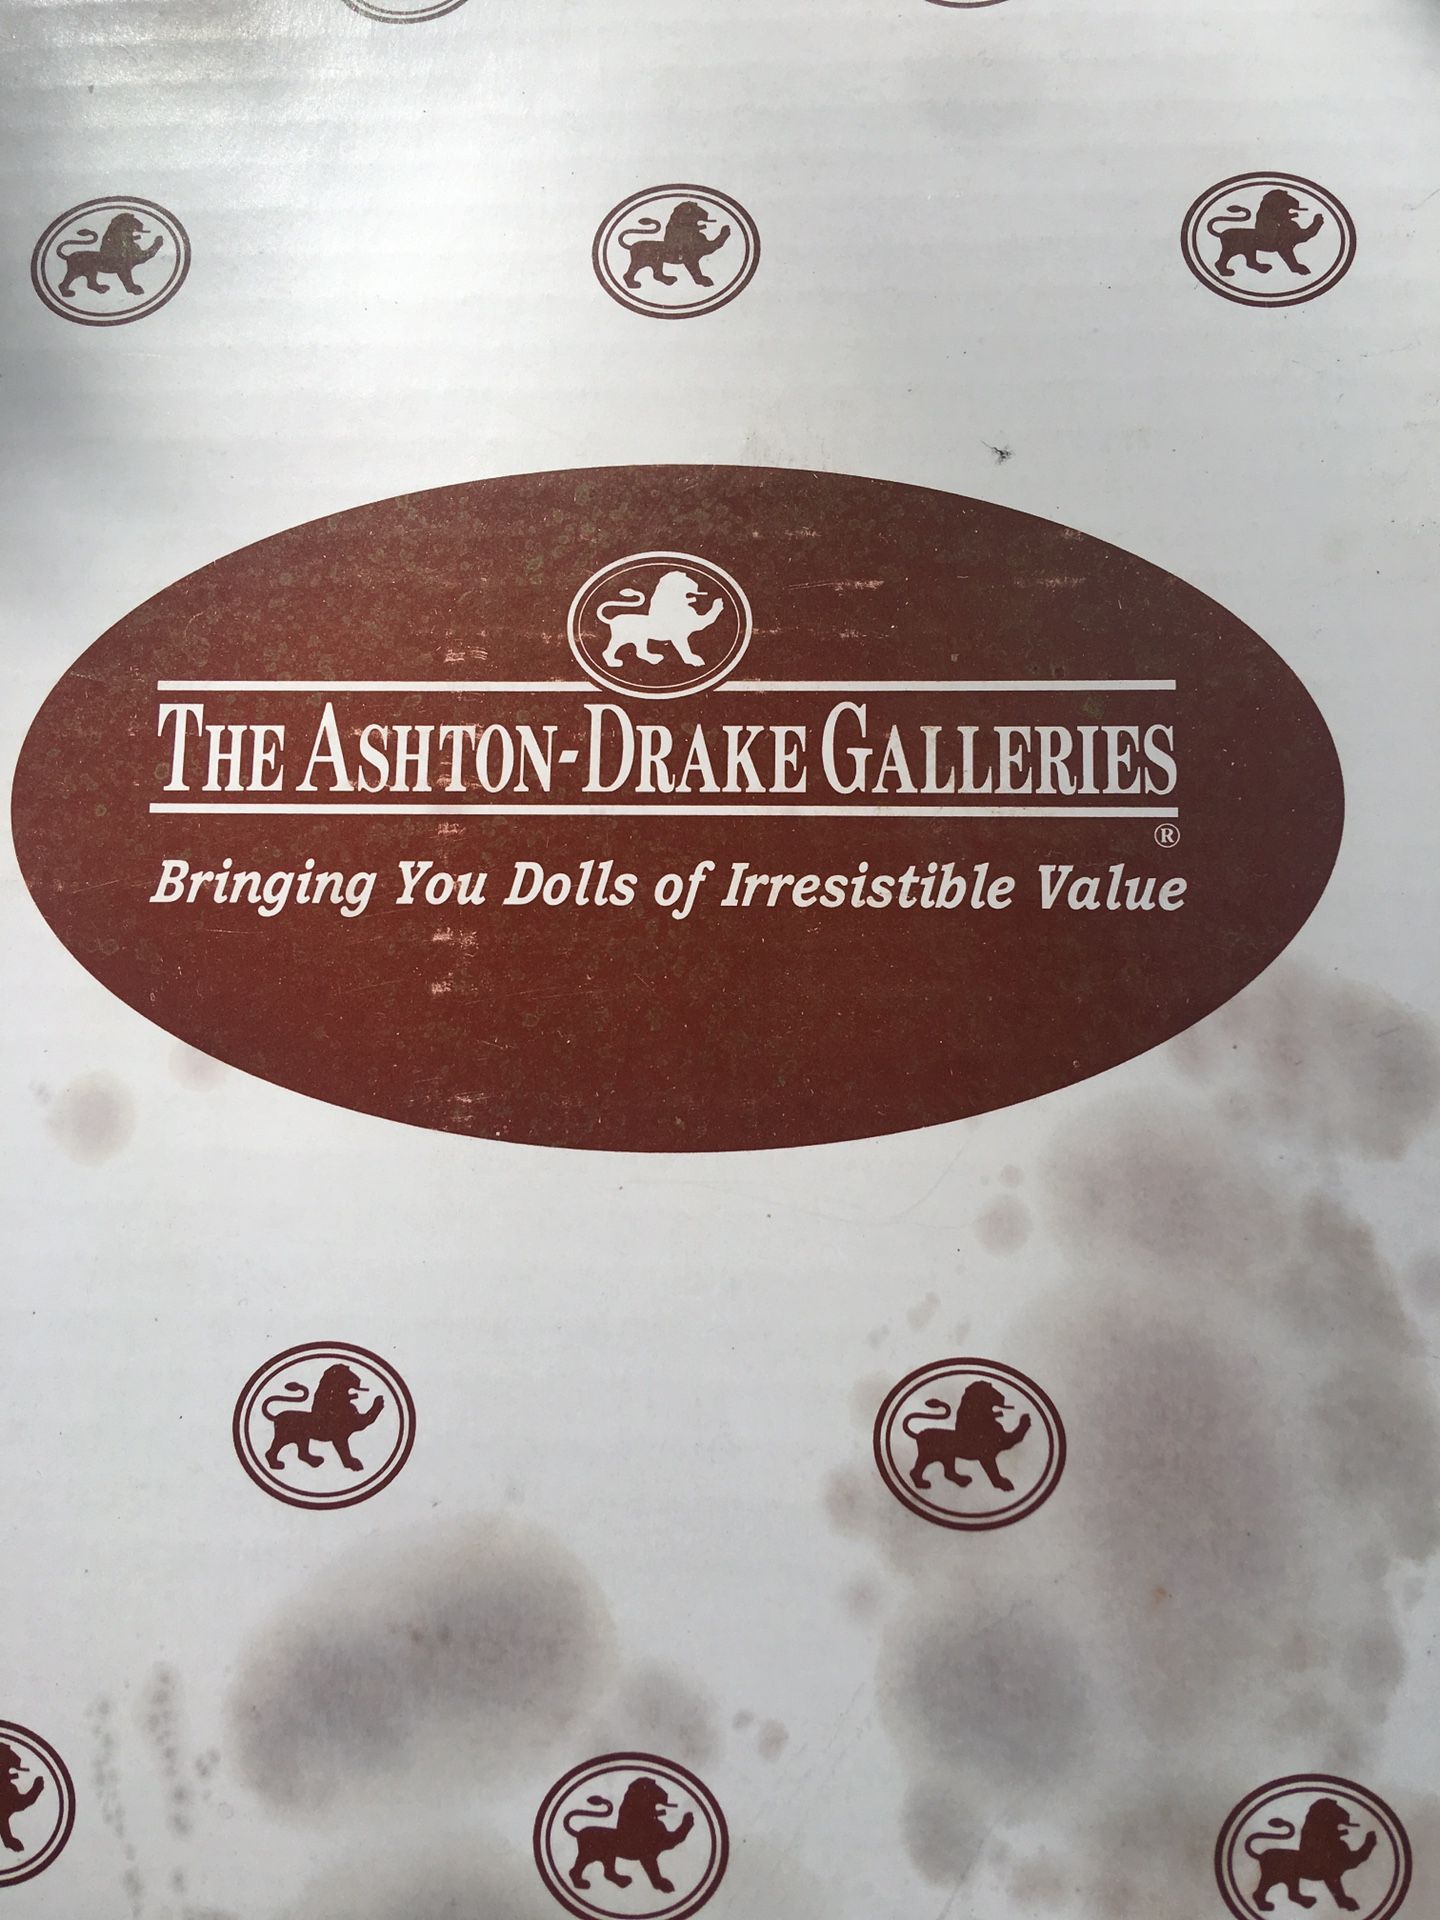 THE ASHTON-DRAKE GALLERIES
®
Bringing You Dolls of Irresistible Value